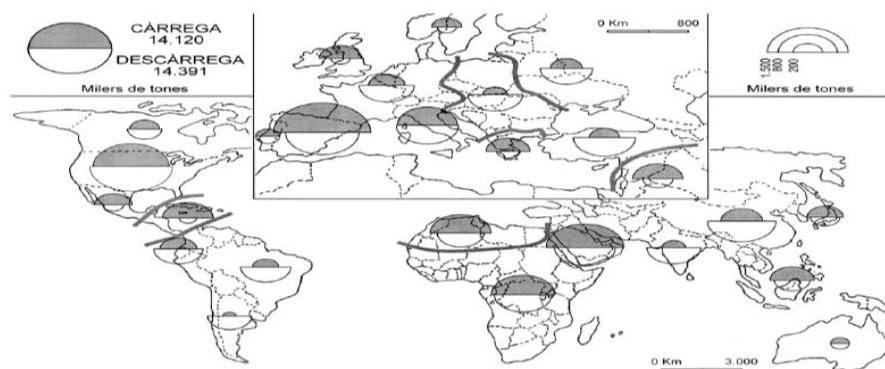 CÀRREGA
14.120
DESCÀRREGA
14.391
Milers de tones
0 Km 800
1.500
800
200
Milers de tones
0 Km 3.000